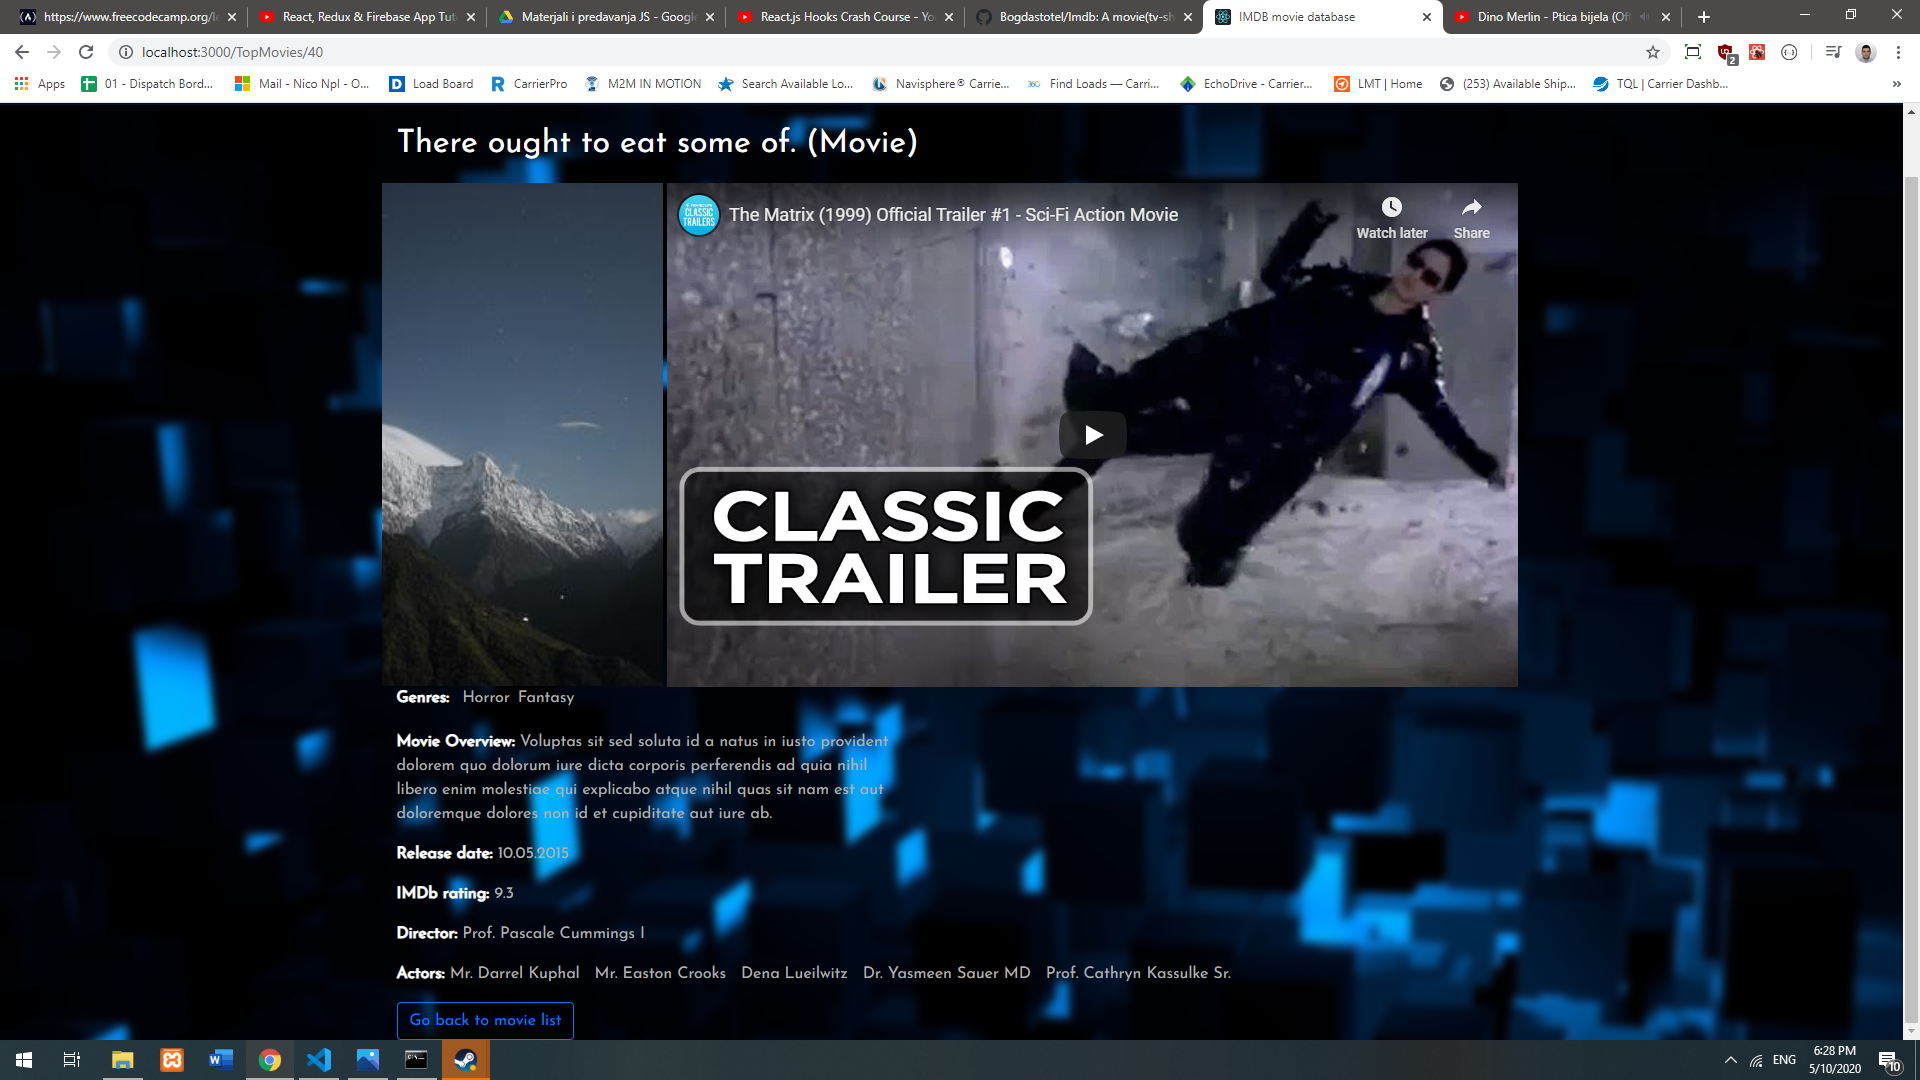 https://www.freecodecamp.org/le
React, Redux & Firebase App Tut
Materjali i predavanja JS - Google
React.js Hooks Crash Course - Yo
Bogdastotel/Imdb: A movie(tv-sh
IMDB movie database
Dino Merlin - Ptica bijela (Off
localhost:3000/TopMovies/40
2
Apps
01 - Dispatch Bord...
Mail - Nico Npl - O...
Load Board
CarrierPro
M2M IN MOTION
Search Available Lo...
Navisphere® Carrie...
360
Find Loads — Carri...
EchoDrive - Carrier...
LMT | Home
(253) Available Ship...
TQL | Carrier Dashb...
There ought to eat some of. (Movie)
CLASSIC
TRAILERS
The Matrix (1999) Official Trailer #1 - Sci-Fi Action Movie
Watch later
Share
CLASSIC
TRAILER
Genres: Horror Fantasy
Movie Overview: Voluptas sit sed soluta id a natus in iusto provident
dolorem quo dolorum iure dicta corporis perferendis ad quia nihil
libero enim molestiae qui explicabo atque nihil quas sit nam est aut
doloremque dolores non id et cupiditate aut iure ab.
Release date: 10.05.2015
IMDb rating: 9.3
Director: Prof. Pascale Cummings I
Actors: Mr. Darrel Kuphal Mr. Easton Crooks Dena Lueilwitz Dr. Yasmeen Sauer MD Prof. Cathryn Kassulke Sr.
Go back to movie list
ENG
6:28 PM
5/10/2020
10